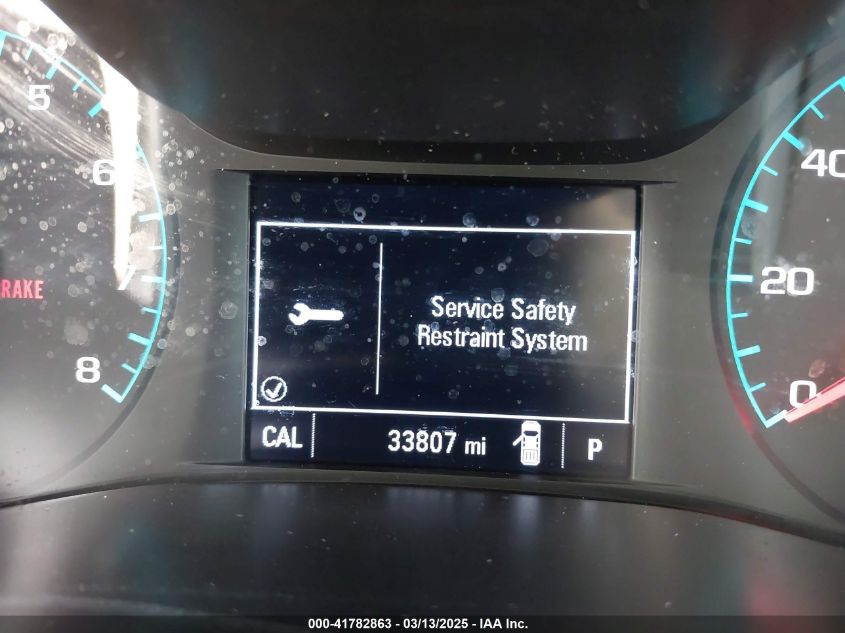 5
6
7
8
RAKE
Service Safety
Restraint System
CAL
33807 mi
P
40
20
0
000-41782863 - 03/13/2025 - IAA Inc.